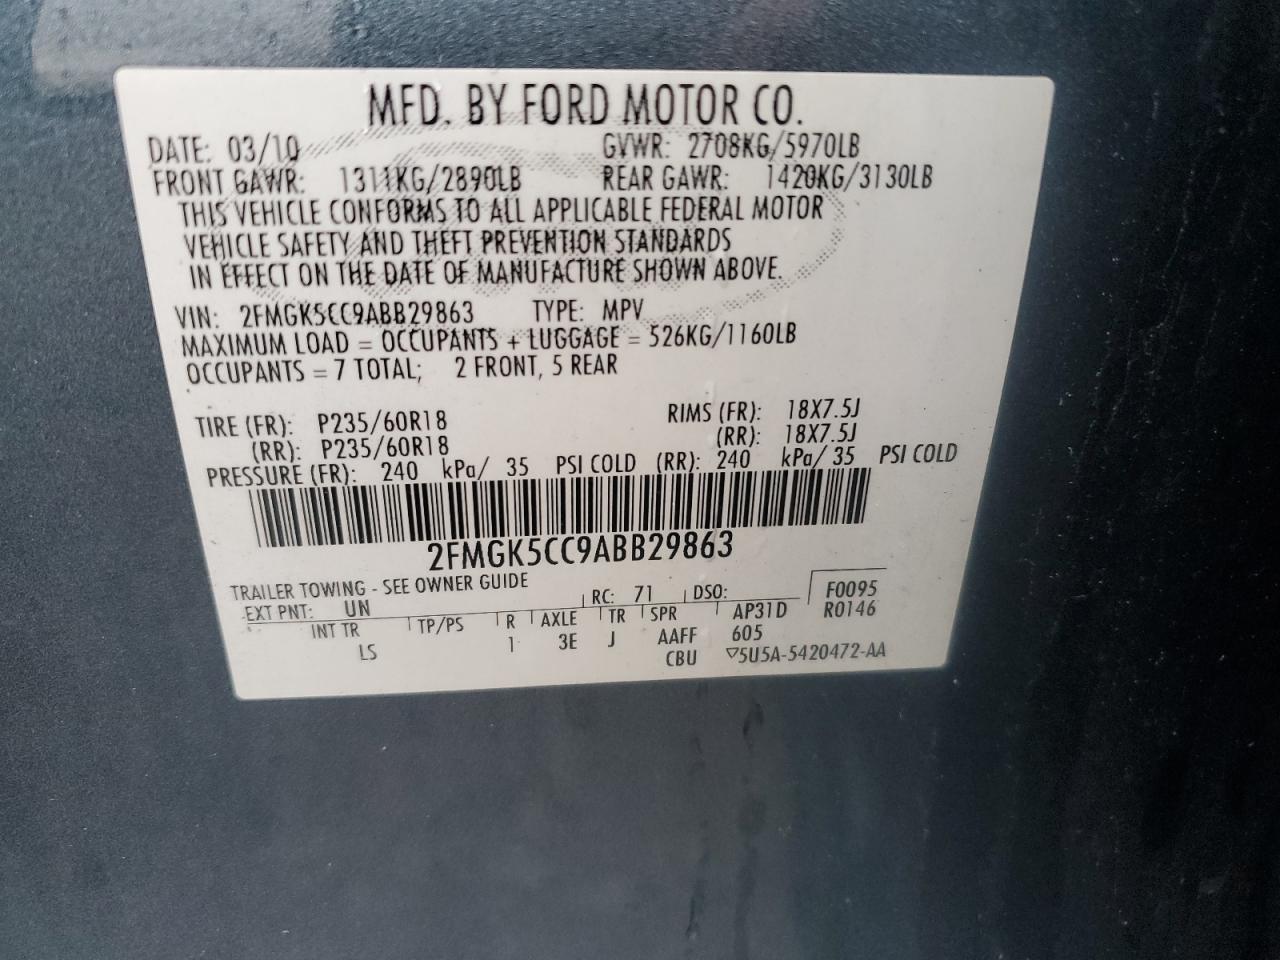 MFD. BY FORD MOTOR CO.
DATE: 03/10 GVWR: 2708KG/5970LB
FRONT GAWR: 1311KG/2890LB REAR GAWR: 1420KG/3130LB
THIS VEHICLE CONFORMS TO ALL APPLICABLE FEDERAL MOTOR
VEHICLE SAFETY AND THEFT PREVENTION STANDARDS
IN EFFECT ON THE DATE OF MANUFACTURE SHOWN ABOVE.
VIN: 2FMGK5CC9ABB29863 TYPE: MPV
MAXIMUM LOAD = OCCUPANTS + LUGGAGE = 526KG/1160LB
OCCUPANTS = 7 TOTAL; 2 FRONT, 5 REAR
TIRE (FR): P235/60R18 RIMS (FR): 18X7.5J
(RR): P235/60R18 (RR): 18X7.5J
PRESSURE (FR): 240 kPa/ 35 PSI COLD (RR): 240 kPa/ 35 PSI COLD
2FMGK5CC9ABB29863
TRAILER TOWING - SEE OWNER GUIDE
EXT PNT: UN RC: 71 DSO: F0095
INT TR TP/PS R AXLE TR SPR AP31D R0146
LS 1 3E J AAFF 605
CBU ▽5U5A-5420472-AA